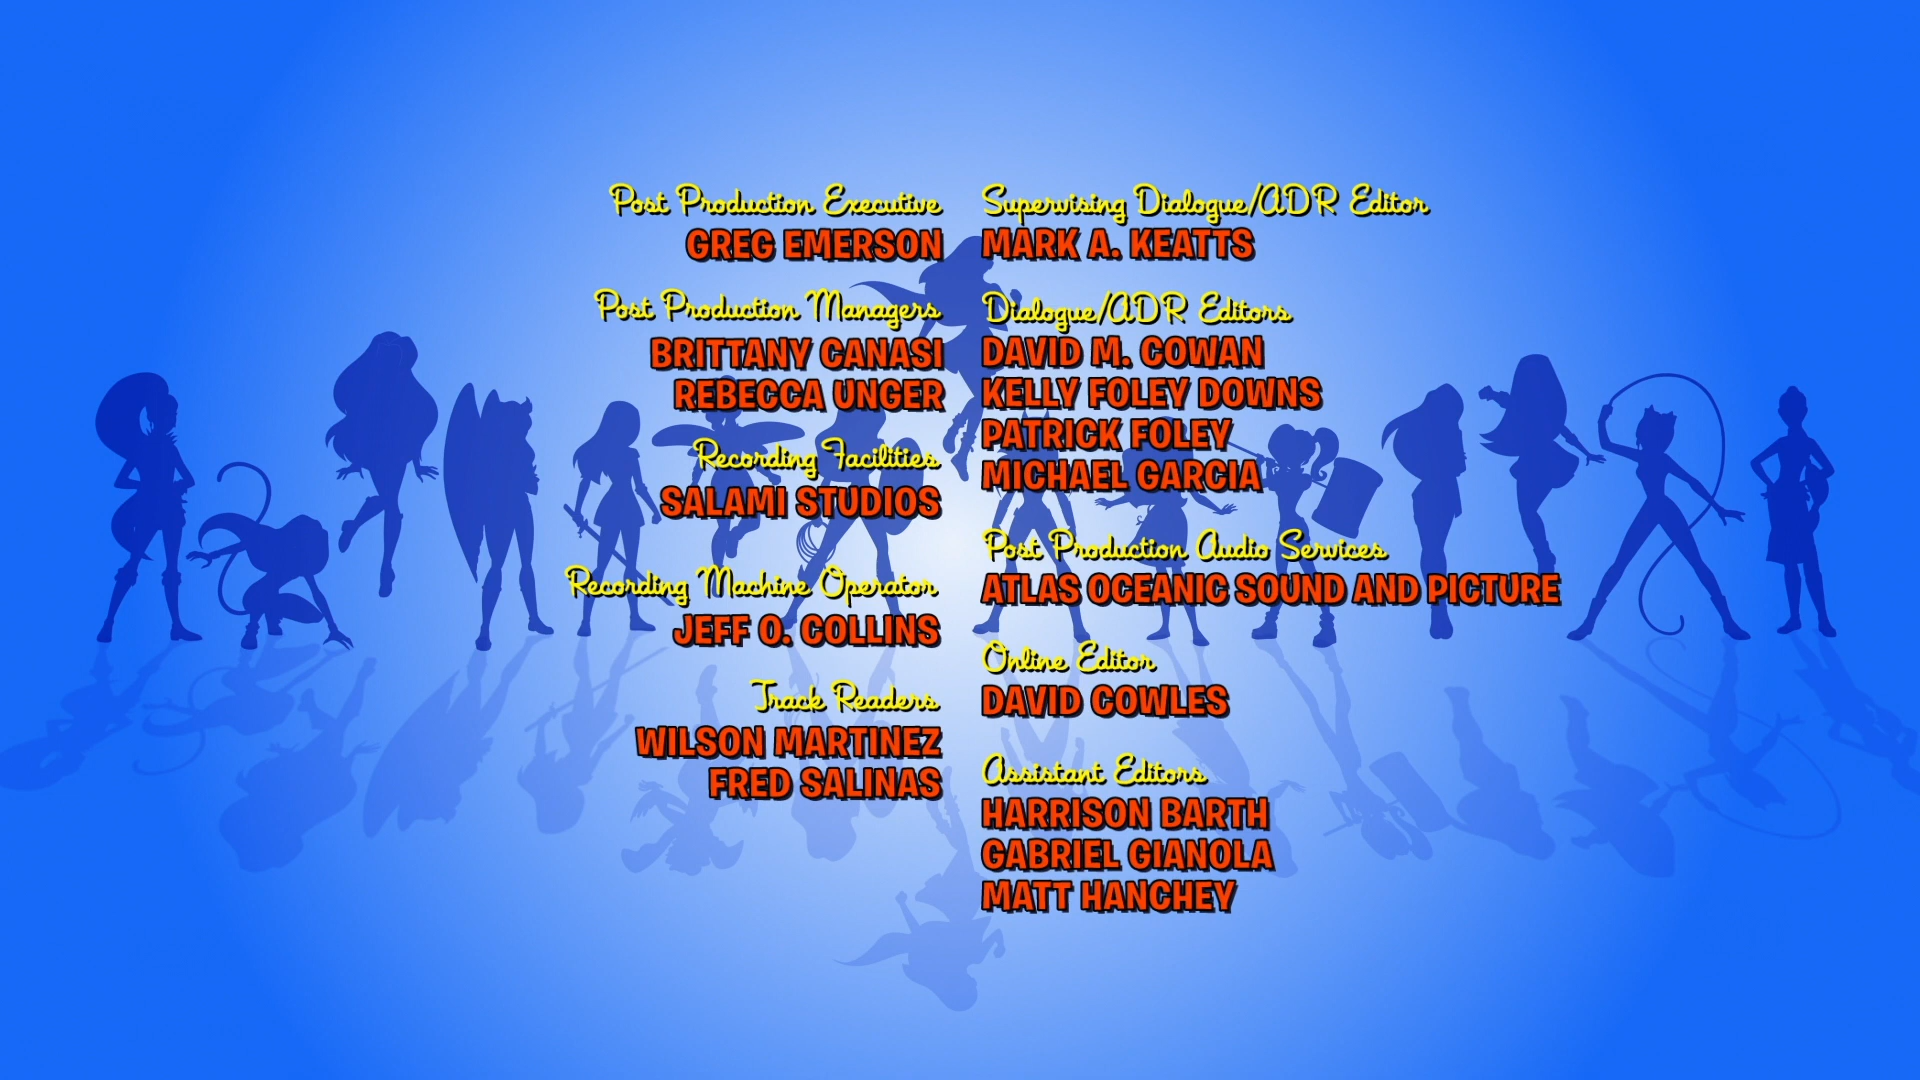 Post Production Executive
GREG EMERSON
Post Production Managers
BRITTANY CANASI
REBECCA UNGER
Recording Facilities
SALAMI STUDIOS
Recording Machine Operator
JEFF O. COLLINS
Track Readers
WILSON MARTINEZ
FRED SALINAS
Supervising Dialogue/ADR Editor
MARK A. KEATTS
Dialogue/ADR Editors
DAVID M. COWAN
KELLY FOLEY DOWNS
PATRICK FOLEY
MICHAEL GARCIA
Post Production Audio Services
ATLAS OCEANIC SOUND AND PICTURE
Online Editor
DAVID COWLES
Assistant Editors
HARRISON BARTH
GABRIEL GIANOLA
MATT HANCHEY